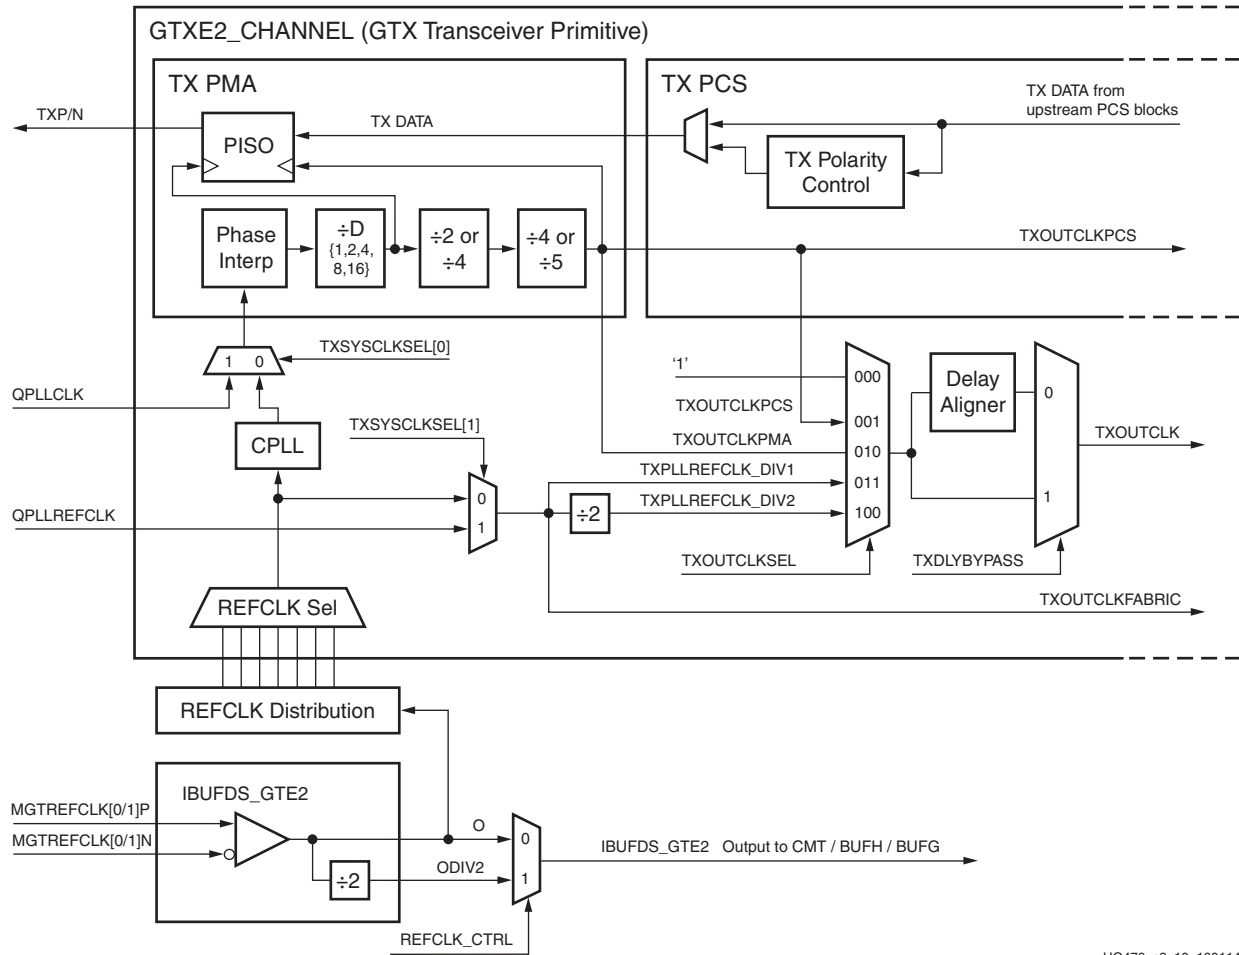 GTXE2_CHANNEL (GTX Transceiver Primitive)
TX PMA
TX PCS
TXP/N
PISO
TX DATA
TX DATA from
upstream PCS blocks
TX Polarity
Control
Phase
Interp
÷D
{1,2,4,
8,16}
÷2 or
÷4
÷4 or
÷5
TXOUTCLKPCS
TXSYSCLKSEL[0]
1 0
QPLLCLK
CPLL
TXSYSCLKSEL[1]
0
1
QPLLREFCLK
‘1’
TXOUTCLKPCS
TXOUTCLKPMA
TXPLLREFCLK_DIV1
TXPLLREFCLK_DIV2
÷2
000
001
010
011
100
TXOUTCLKSEL
Delay
Aligner
0
1
TXOUTCLK
TXDLYBYPASS
TXOUTCLKFABRIC
REFCLK Sel
REFCLK Distribution
IBUFDS_GTE2
MGTREFCLK[0/1]P
MGTREFCLK[0/1]N
÷2
O
ODIV2
0
1
IBUFDS_GTE2 Output to CMT / BUFH / BUFG
REFCLK_CTRL